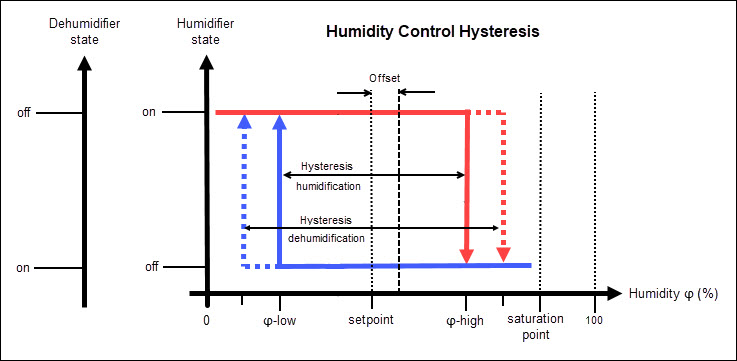 Humidity Control Hysteresis
Dehumidifier
state
Humidifier
state
Offset
off
on
Hysteresis
humidification
Hysteresis
dehumidification
on
off
Humidity φ (%)
0
φ-low
setpoint
φ-high
saturation
point
100